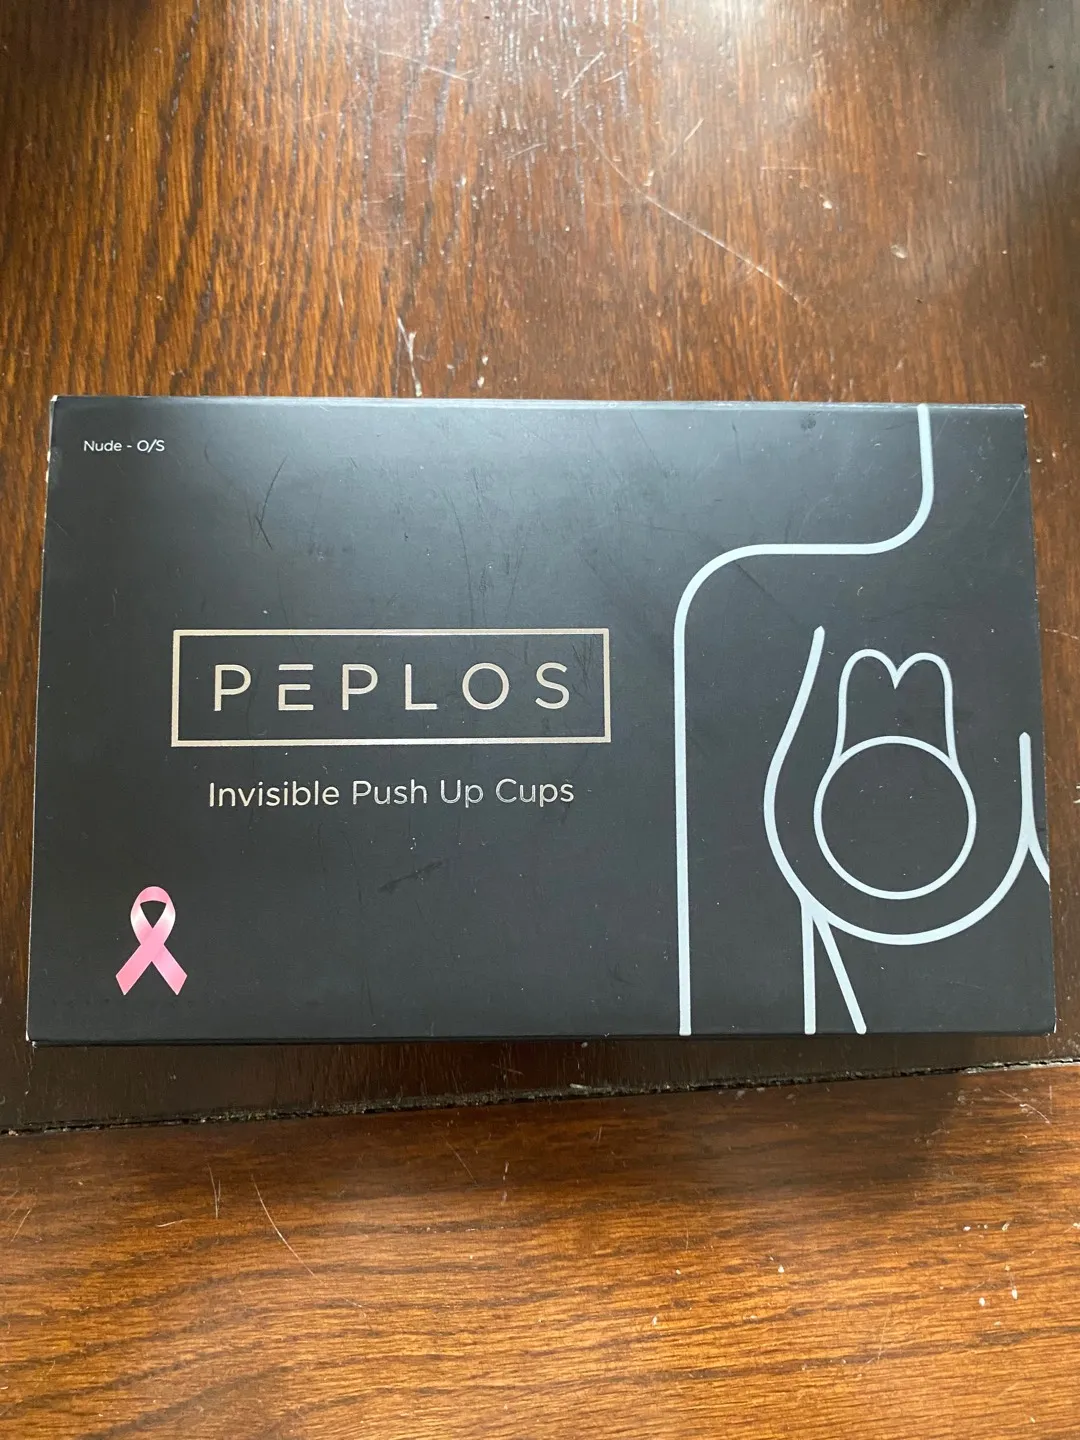 Nude - O/S
PEPLOS
Invisible Push Up Cups